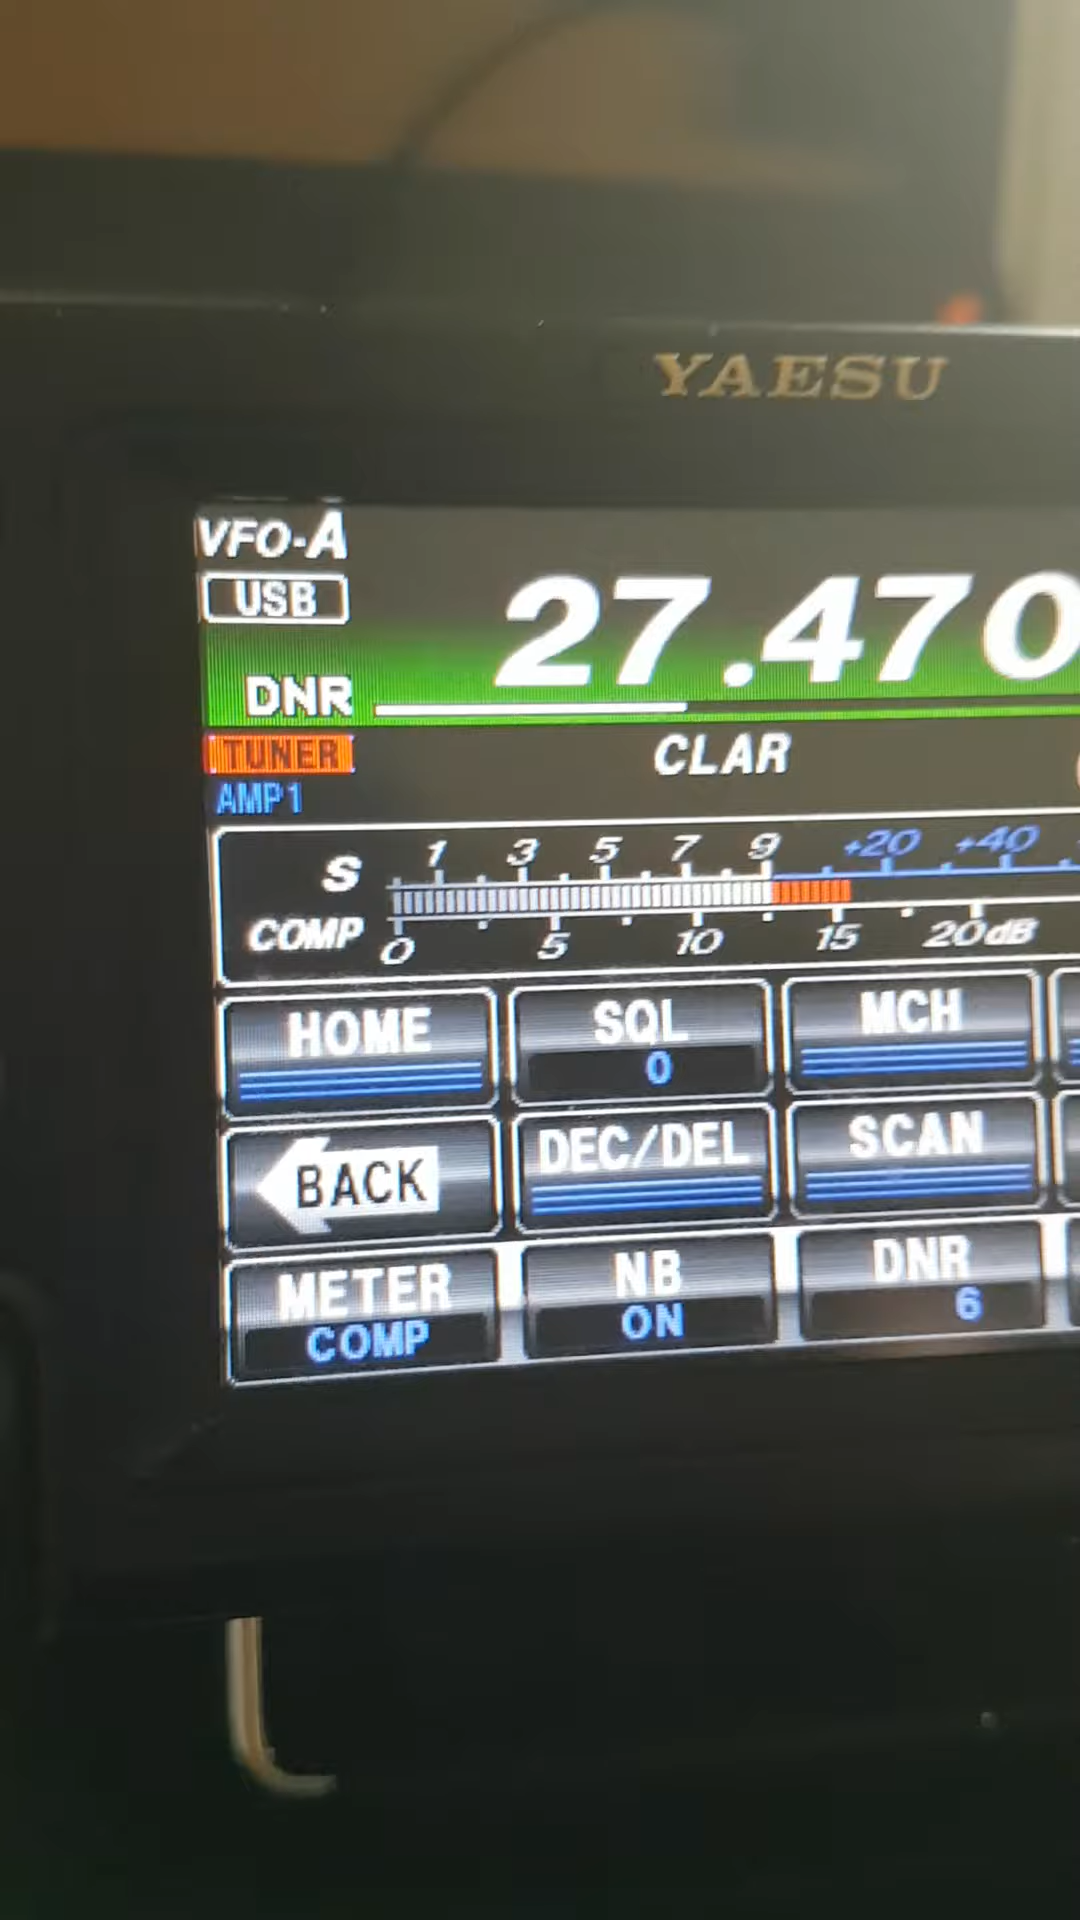 YAESU
VFO-A
USB
27.470
DNR
TUNER
CLAR
AMP1
S 1 3 5 7 9 +20 +40
COMP 0 5 10 15 20dB
HOME SQL MCH
0
BACK DEC/DEL SCAN
METER NB DNR
COMP ON 6